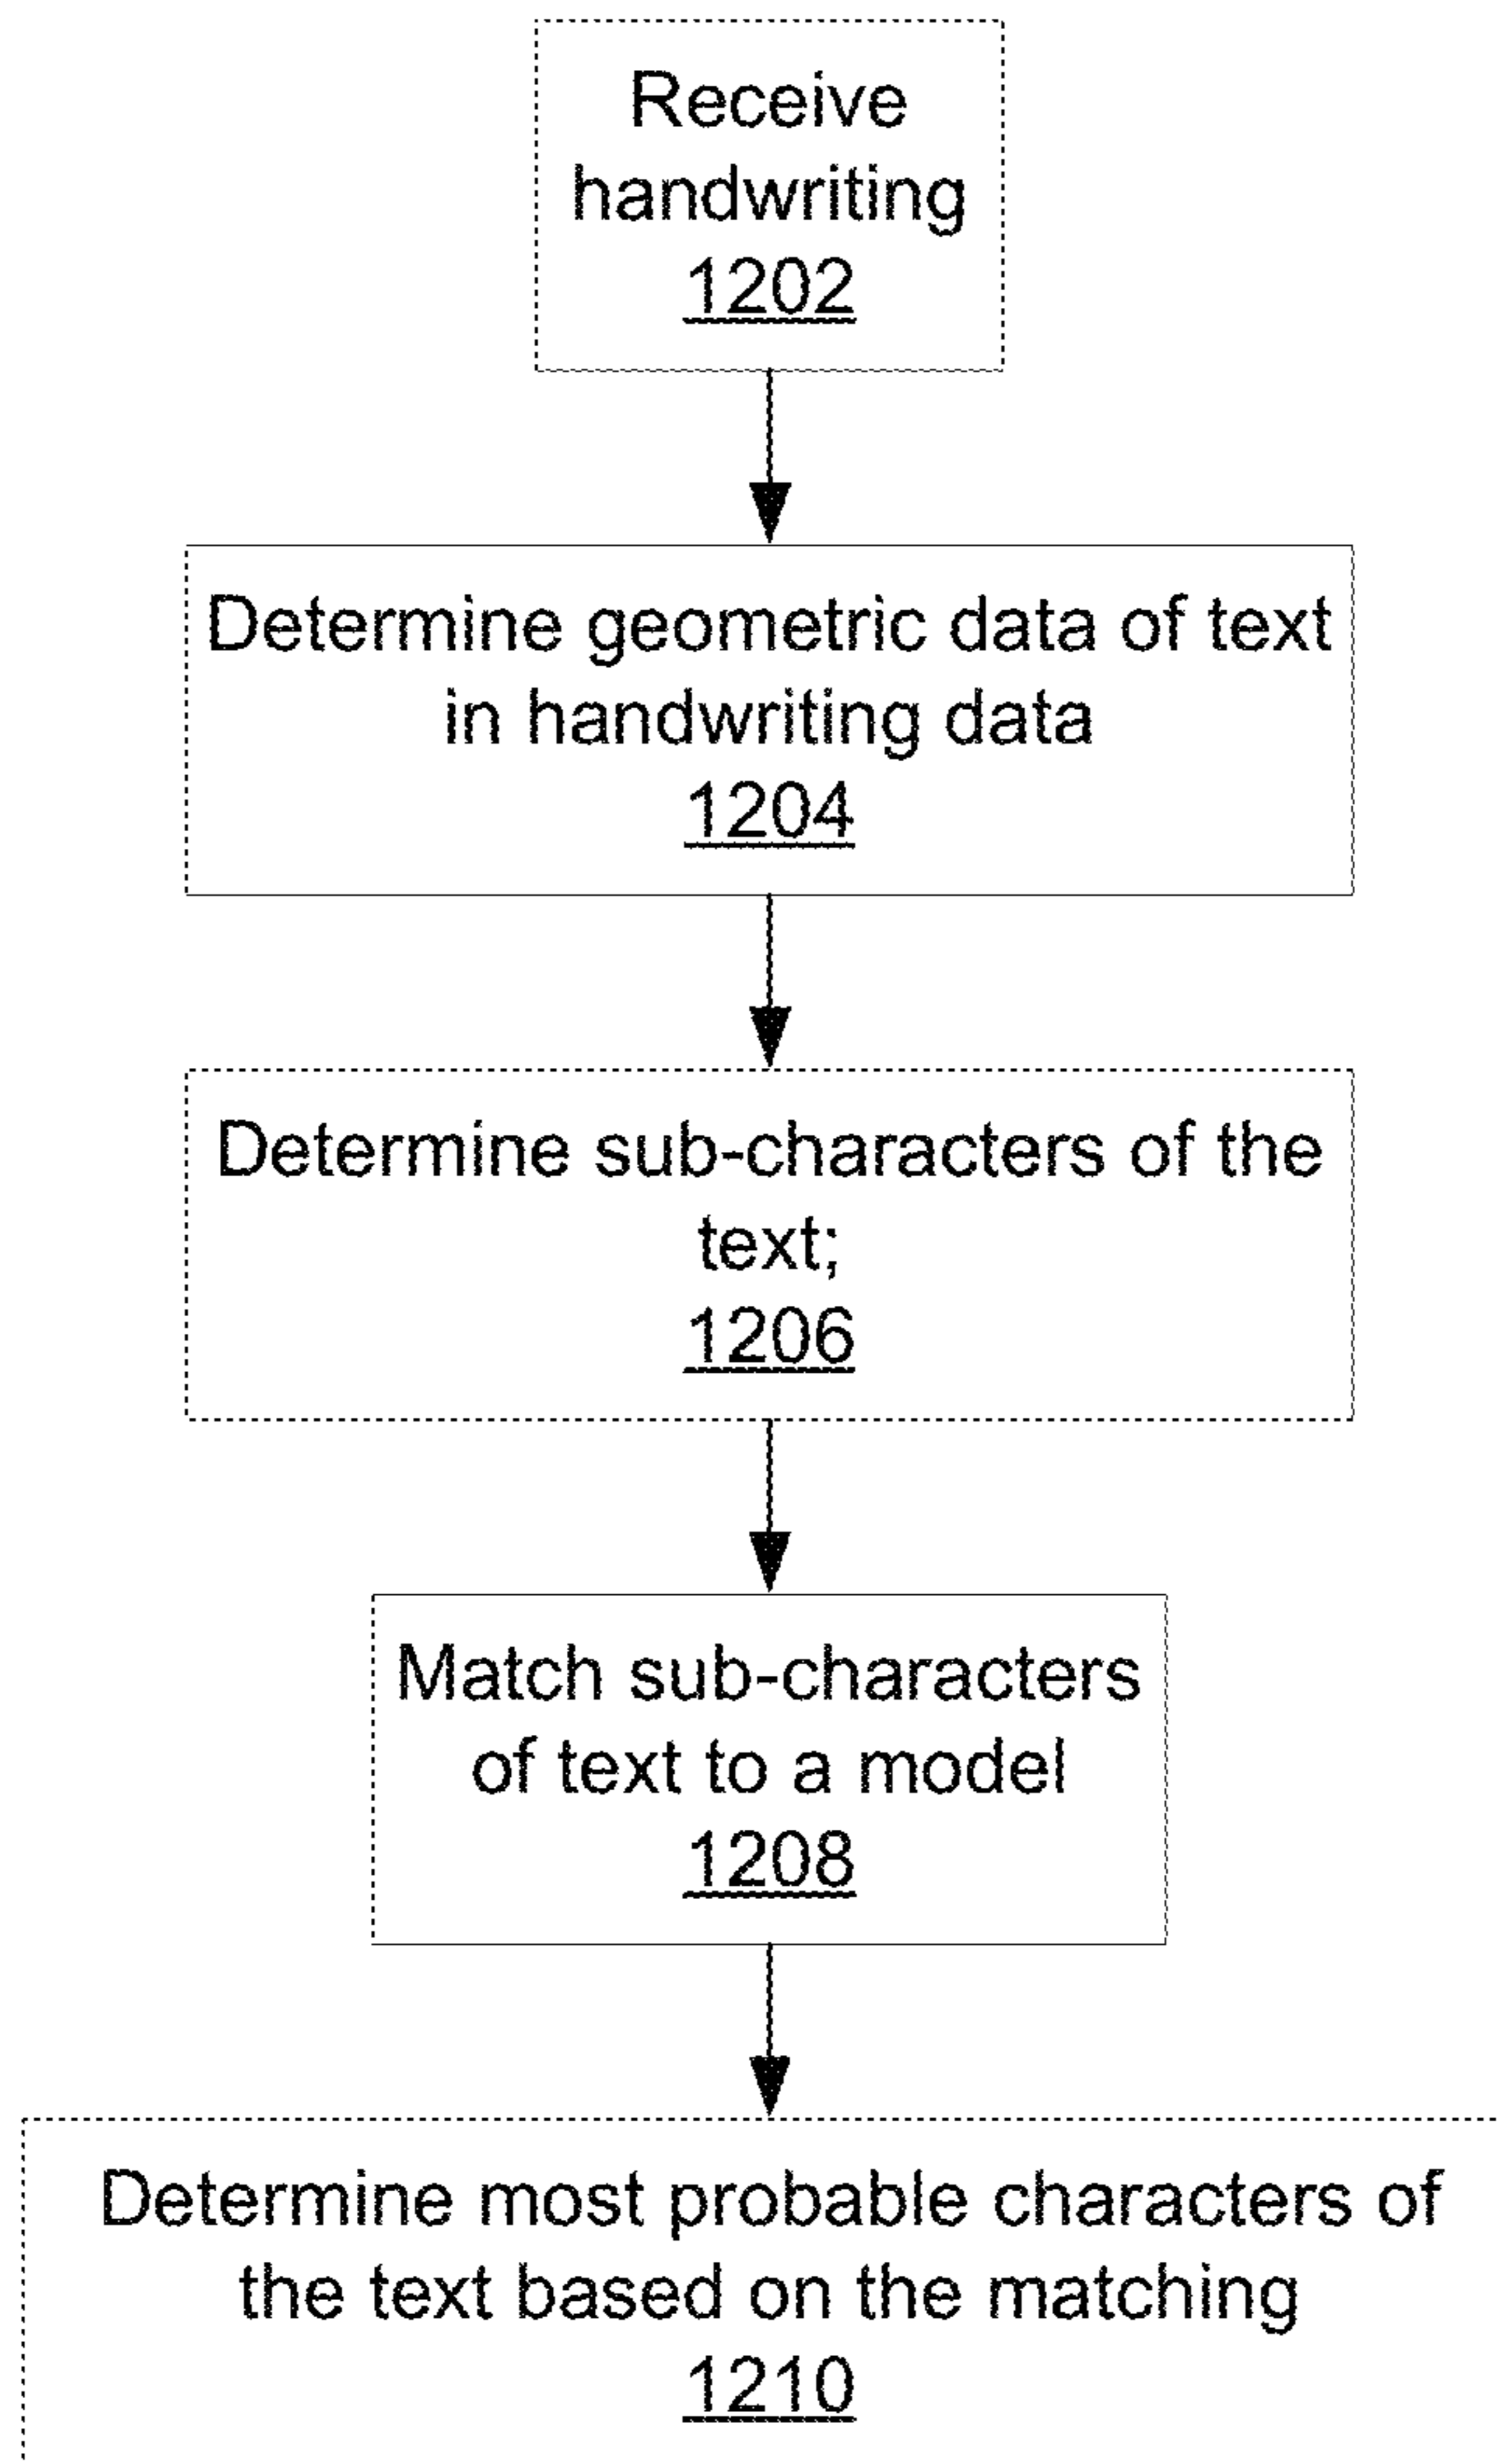 Receive
handwriting
1202
Determine geometric data of text
in handwriting data
1204
Determine sub-characters of the
text;
1206
Match sub-characters
of text to a model
1208
Determine most probable characters of
the text based on the matching
1210